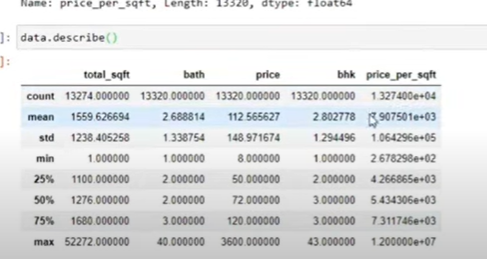 Name: price_per_sqft, Length: 13320, dtype: float64
]: data.describe()
]:
total_sqft bath price bhk price_per_sqft
count 13274.000000 13320.000000 13320.000000 13320.000000 1.327400e+04
mean 1559.626694 2.688814 112.565627 2.802778 7.907501e+03
std 1238.405258 1.338754 148.971674 1.294496 1.064296e+05
min 1.000000 1.000000 8.000000 1.000000 2.678298e+02
25% 1100.000000 2.000000 50.000000 2.000000 4.266865e+03
50% 1276.000000 2.000000 72.000000 3.000000 5.434306e+03
75% 1680.000000 3.000000 120.000000 3.000000 7.311746e+03
max 52272.000000 40.000000 3600.000000 43.000000 1.200000e+07